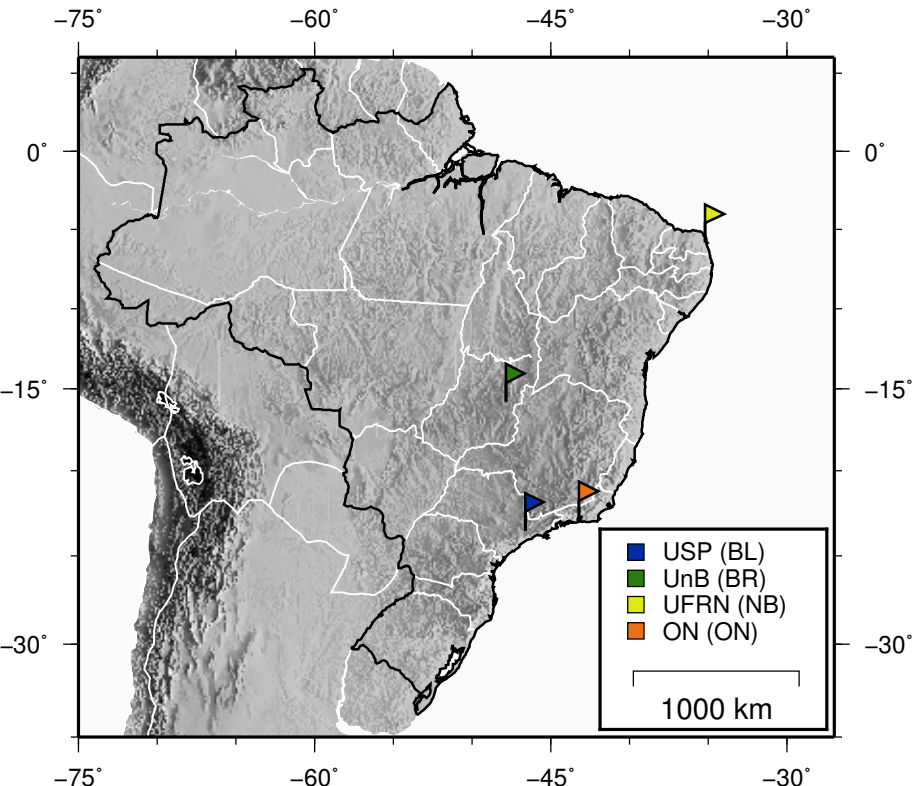 −75˚ −60˚ −45˚ −30˚
0˚ 0˚
−15˚ −15˚
USP (BL)
UnB (BR)
UFRN (NB)
ON (ON)
−30˚ −30˚
1000 km
−75˚ −60˚ −45˚ −30˚